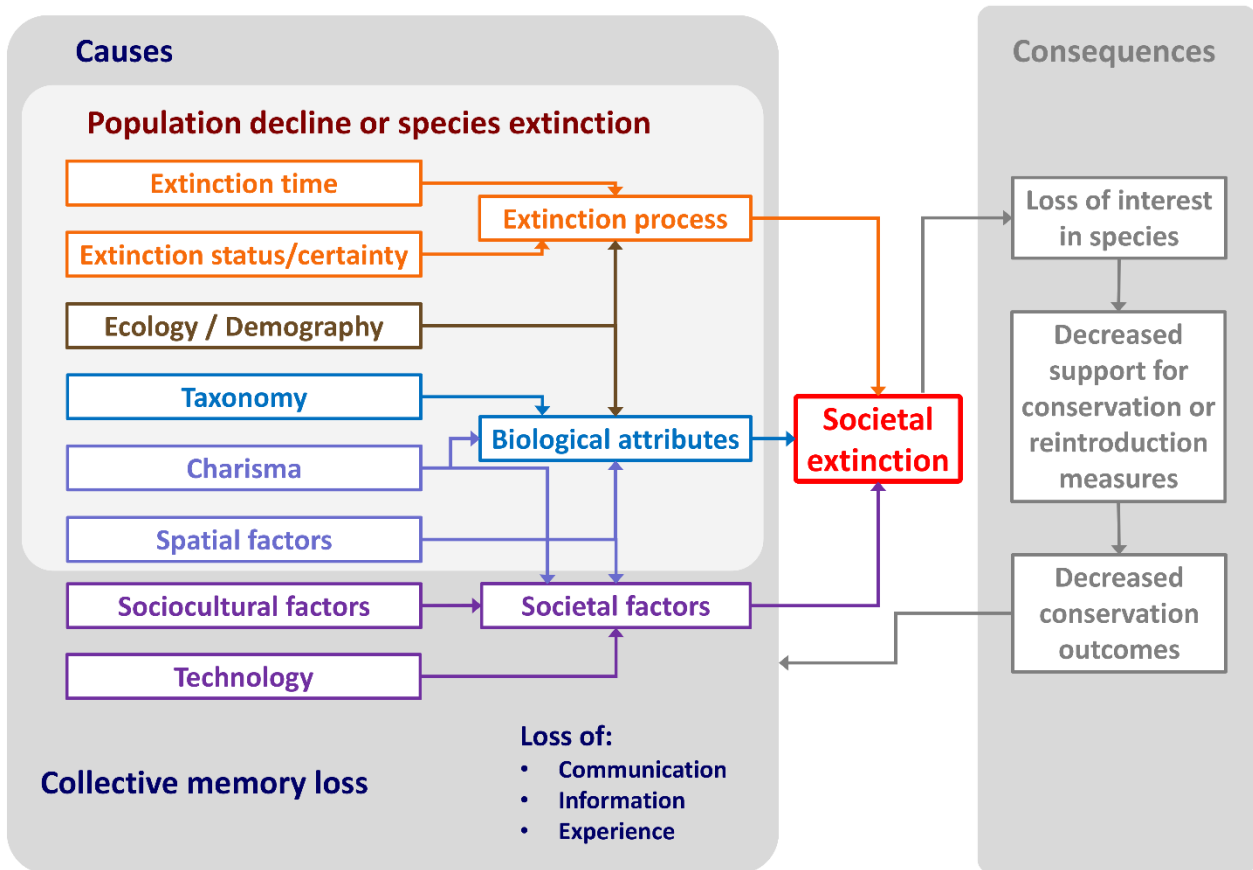 Causes
Population decline or species extinction
Extinction time
Extinction process
Extinction status/certainty
Ecology / Demography
Taxonomy
Biological attributes
Charisma
Spatial factors
Sociocultural factors
Societal factors
Technology
Collective memory loss
Loss of:
• Communication
• Information
• Experience
Societal
extinction
Consequences
Loss of interest
in species
Decreased
support for
conservation or
reintroduction
measures
Decreased
conservation
outcomes